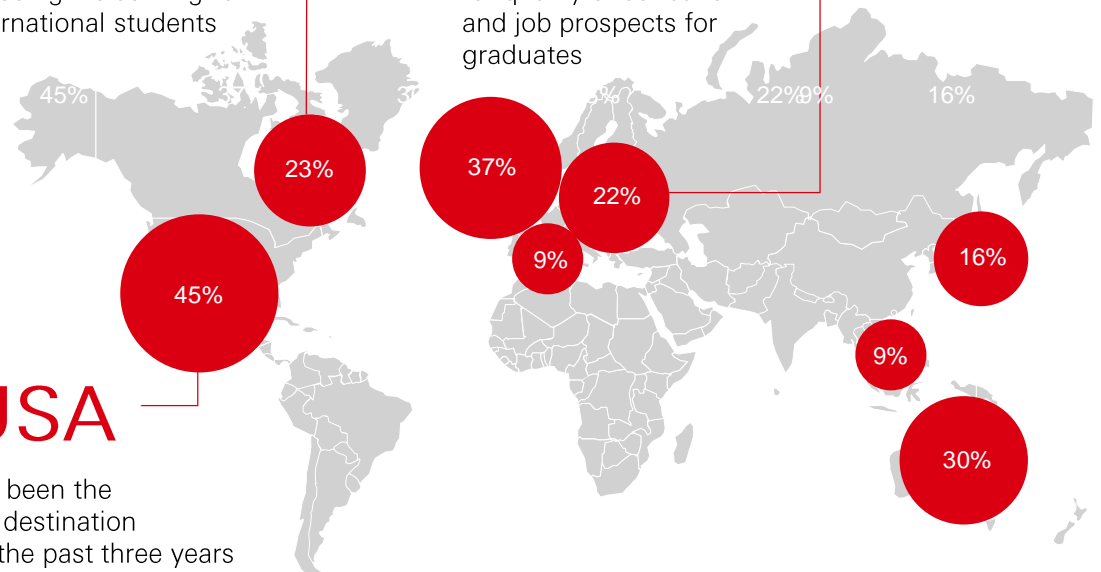 rnational students
and job prospects for
graduates
45%
22%
9%
16%
23%
37%
22%
9%
16%
45%
9%
30%
USA
been the
destination
the past three years